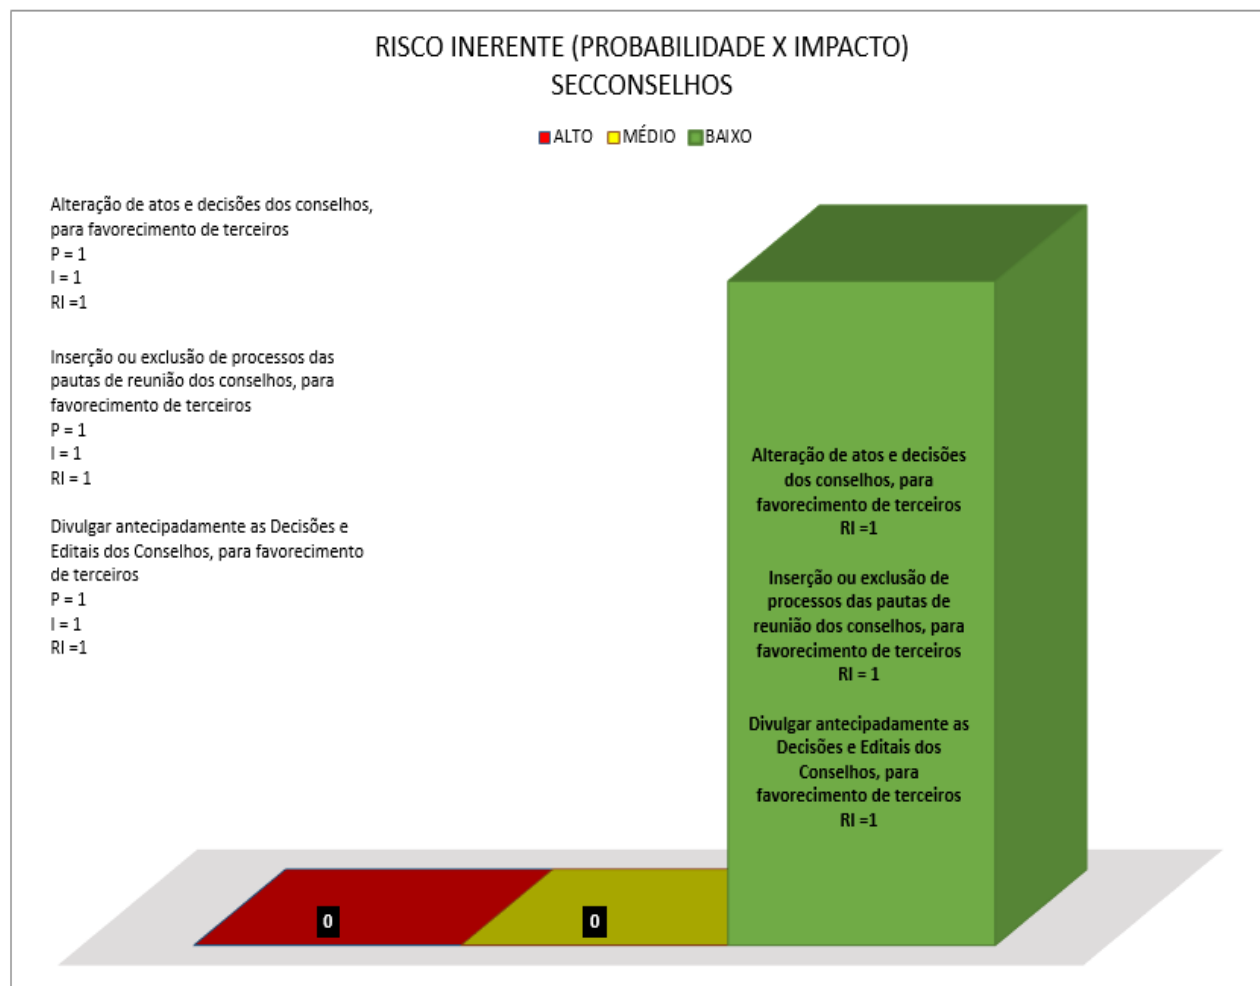 RISCO INERENTE (PROBABILIDADE X IMPACTO)
SECCONSELHOS
ALTO MÉDIO BAIXO
Alteração de atos e decisões dos conselhos,
para favorecimento de terceiros
P = 1
I = 1
RI =1
Inserção ou exclusão de processos das
pautas de reunião dos conselhos, para
favorecimento de terceiros
P = 1
I = 1
RI = 1
Divulgar antecipadamente as Decisões e
Editais dos Conselhos, para favorecimento
de terceiros
P = 1
I = 1
RI =1
Alteração de atos e decisões
dos conselhos, para
favorecimento de terceiros
RI =1
Inserção ou exclusão de
processos das pautas de
reunião dos conselhos, para
favorecimento de terceiros
RI = 1
Divulgar antecipadamente as
Decisões e Editais dos
Conselhos, para
favorecimento de terceiros
RI =1
0
0